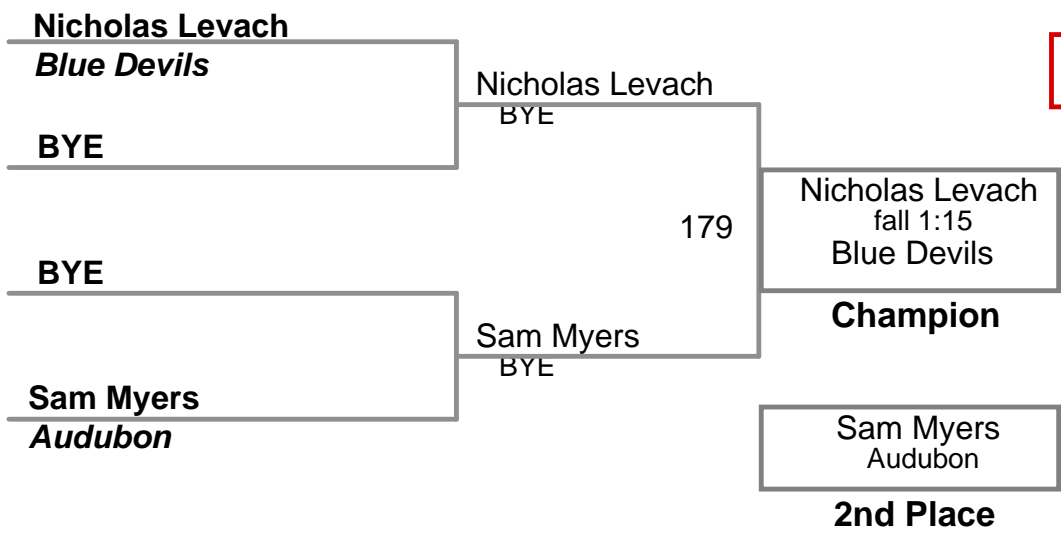 Nicholas Levach
Blue Devils
Nicholas Levach
BYE
BYE
179
Nicholas Levach
fall 1:15
Blue Devils
Champion
BYE
Sam Myers
BYE
Sam Myers
Audubon
Sam Myers
Audubon
2nd Place